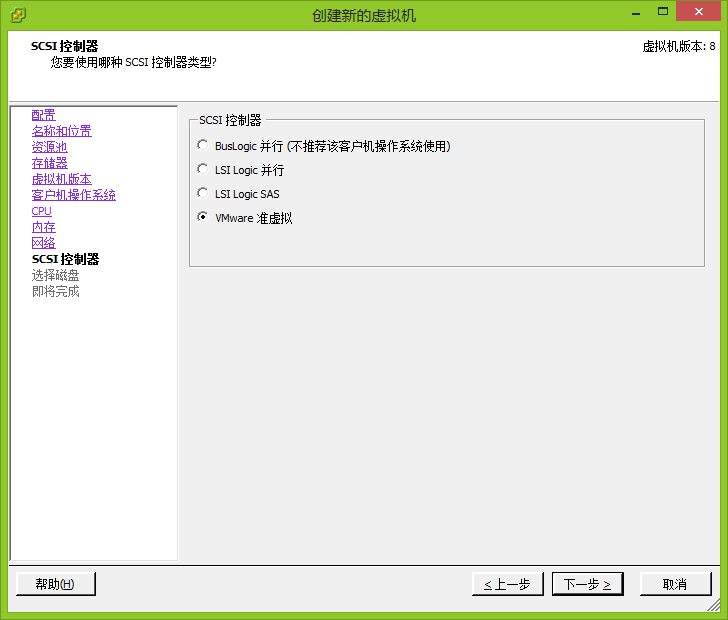 创建新的虚拟机
SCSI 控制器
虚拟机版本: 8
您要使用哪种 SCSI 控制器类型?
配置
名称和位置
资源池
存储器
虚拟机版本
客户机操作系统
CPU
内存
网络
SCSI 控制器
选择磁盘
即将完成
SCSI 控制器
BusLogic 并行 (不推荐该客户机操作系统使用)
LSI Logic 并行
LSI Logic SAS
VMware 准虚拟
帮助(H)
< 上一步
下一步 >
取消